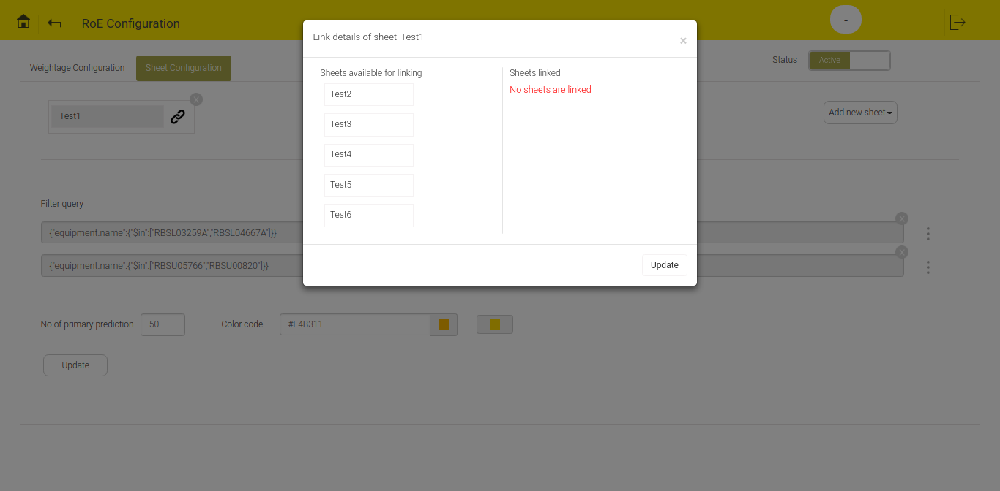 RoE Configuration
-
Link details of sheet Test1
×
Weightage Configuration
Sheet Configuration
Status
Active
Sheets available for linking
Sheets linked
Test2
No sheets are linked
X
Test1
Add new sheet
Test3
Test4
Test5
Test6
Filter query
X
{"equipment.name":{"$in":["RBSL03259A","RBSL04667A"]}}
X
{"equipment.name":{"$in":["RBSU05766","RBSU00820"]}}
Update
No of primary prediction
50
Color code
#F4B311
Update